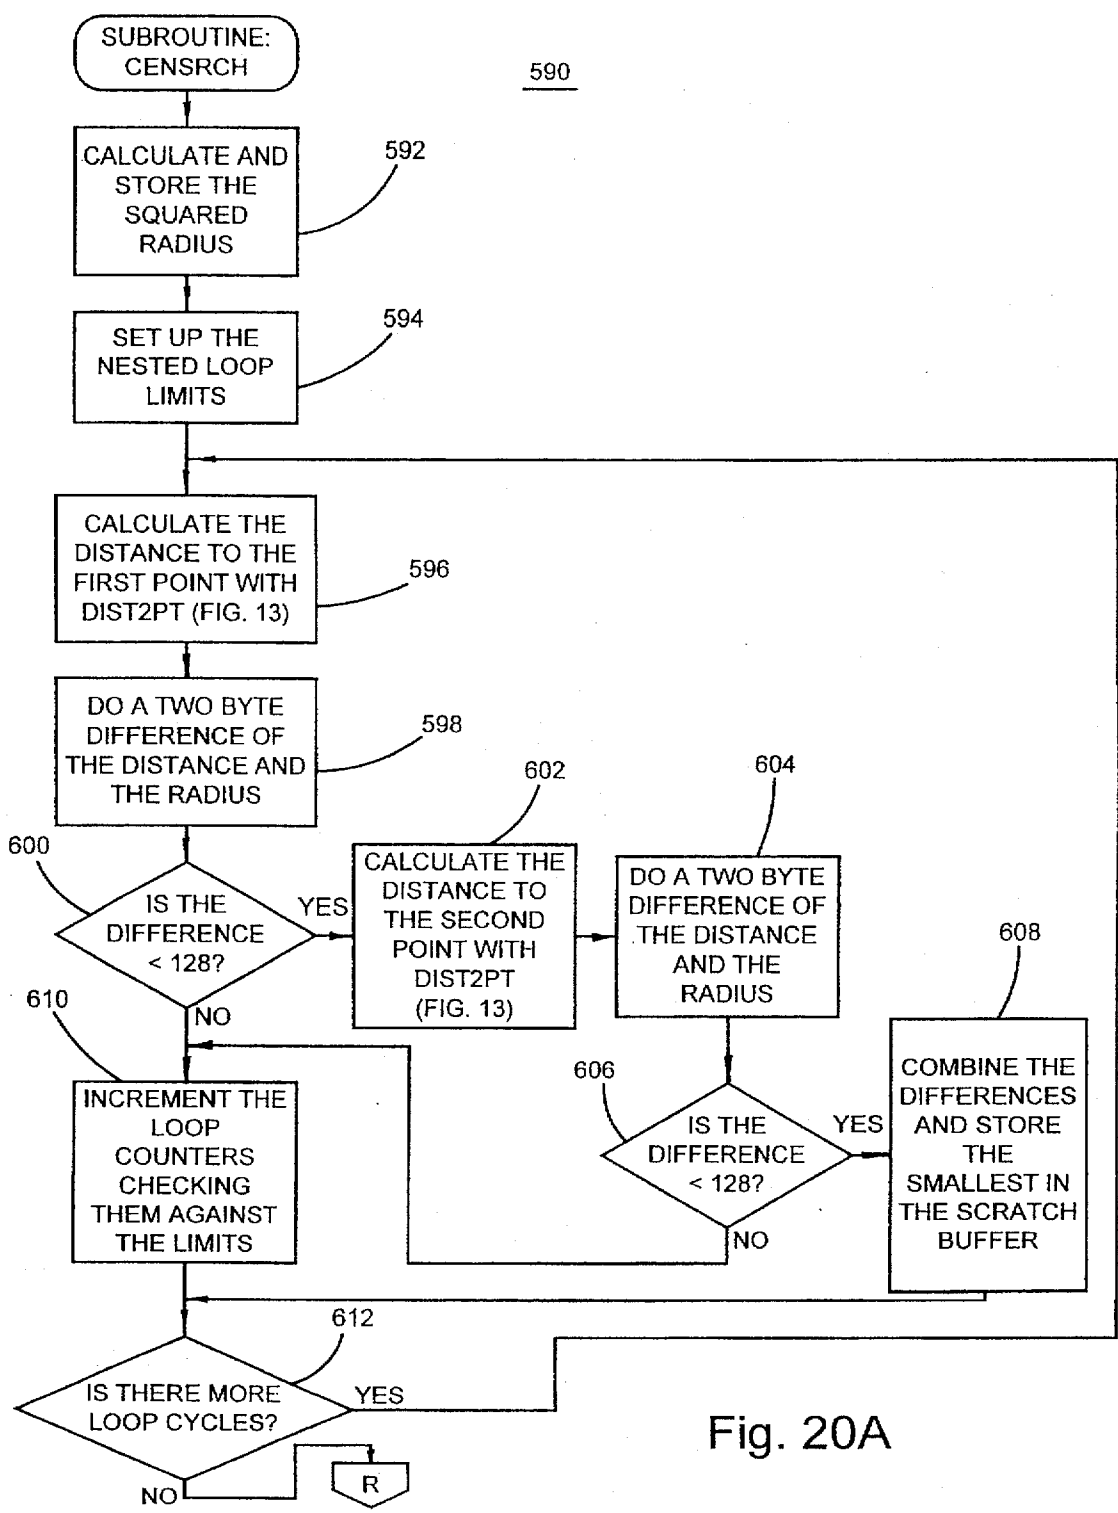 SUBROUTINE:
CENSRCH
590
CALCULATE AND
STORE THE
SQUARED
RADIUS
592
SET UP THE
NESTED LOOP
LIMITS
594
CALCULATE THE
DISTANCE TO THE
FIRST POINT WITH
DIST2PT (FIG. 13)
596
DO A TWO BYTE
DIFFERENCE OF
THE DISTANCE AND
THE RADIUS
598
600
IS THE
DIFFERENCE
< 128?
YES
NO
602
CALCULATE THE
DISTANCE TO
THE SECOND
POINT WITH
DIST2PT
(FIG. 13)
604
DO A TWO BYTE
DIFFERENCE OF
THE DISTANCE
AND THE
RADIUS
606
IS THE
DIFFERENCE
< 128?
YES
NO
608
COMBINE THE
DIFFERENCES
AND STORE
THE
SMALLEST IN
THE SCRATCH
BUFFER
610
INCREMENT THE
LOOP
COUNTERS
CHECKING
THEM AGAINST
THE LIMITS
612
IS THERE MORE
LOOP CYCLES?
YES
NO
R
Fig. 20A